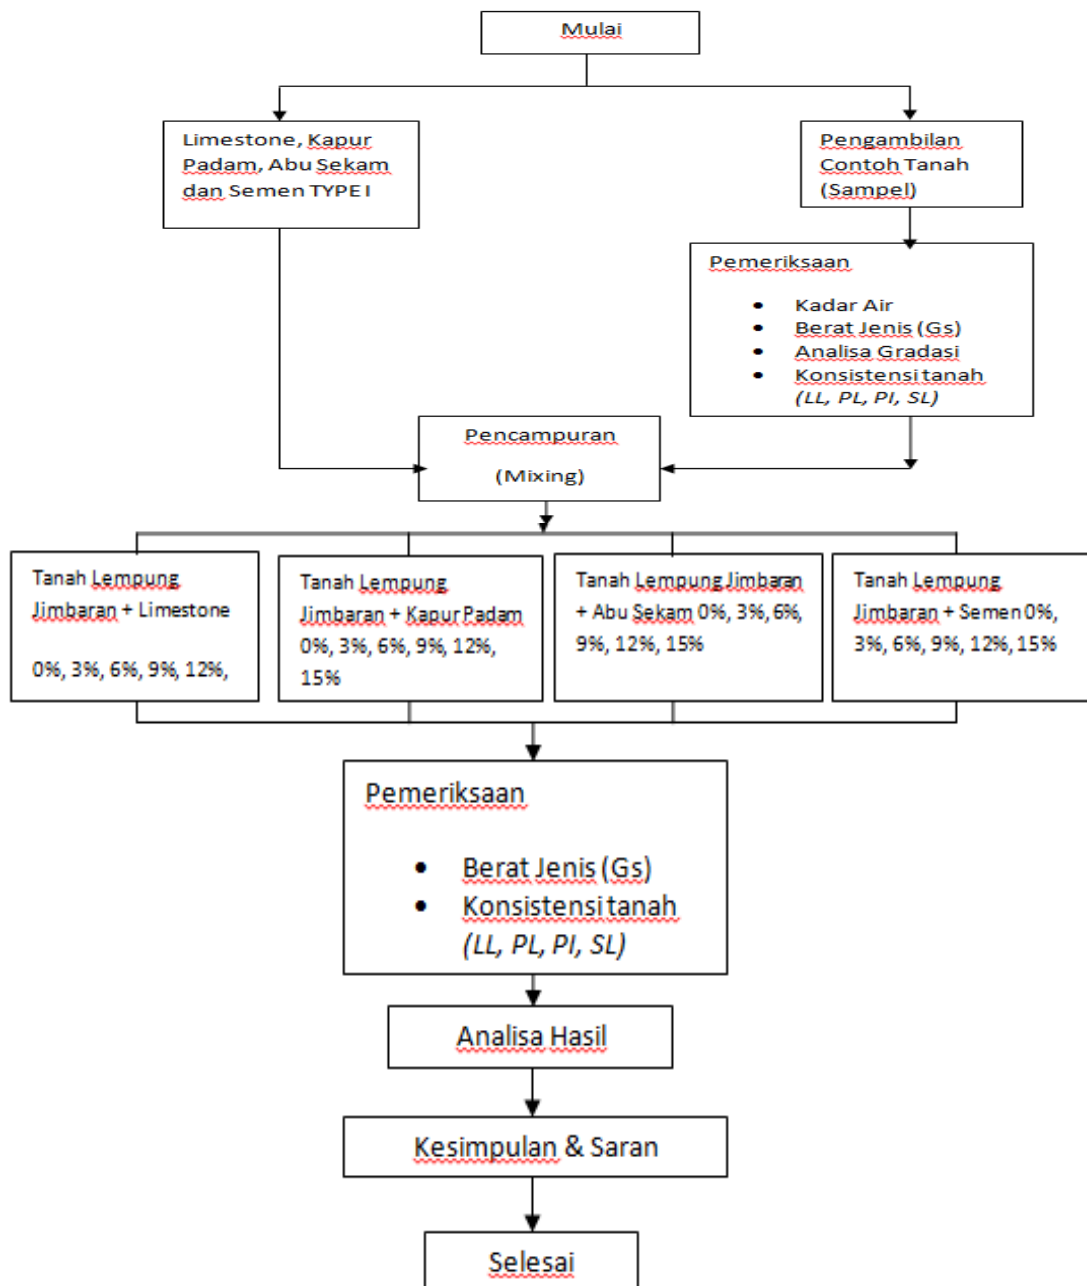 Mulai
Limestone, Kapur
Padam, Abu Sekam
dan Semen TYPE I
Pengambilan
Contoh Tanah
(Sampel)
Pemeriksaan
• Kadar Air
• Berat Jenis (Gs)
• Analisa Gradasi
• Konsistensi tanah
(LL, PL, PI, SL)
Pencampuran
(Mixing)
Tanah Lempung
Jimbaran + Limestone
0%, 3%, 6%, 9%, 12%,
Tanah Lempung
Jimbaran + Kapur Padam
0%, 3%, 6%, 9%, 12%,
15%
Tanah Lempung Jimbaran
+ Abu Sekam 0%, 3%, 6%,
9%, 12%, 15%
Tanah Lempung
Jimbaran + Semen 0%,
3%, 6%, 9%, 12%, 15%
Pemeriksaan
• Berat Jenis (Gs)
• Konsistensi tanah
(LL, PL, PI, SL)
Analisa Hasil
Kesimpulan & Saran
Selesai